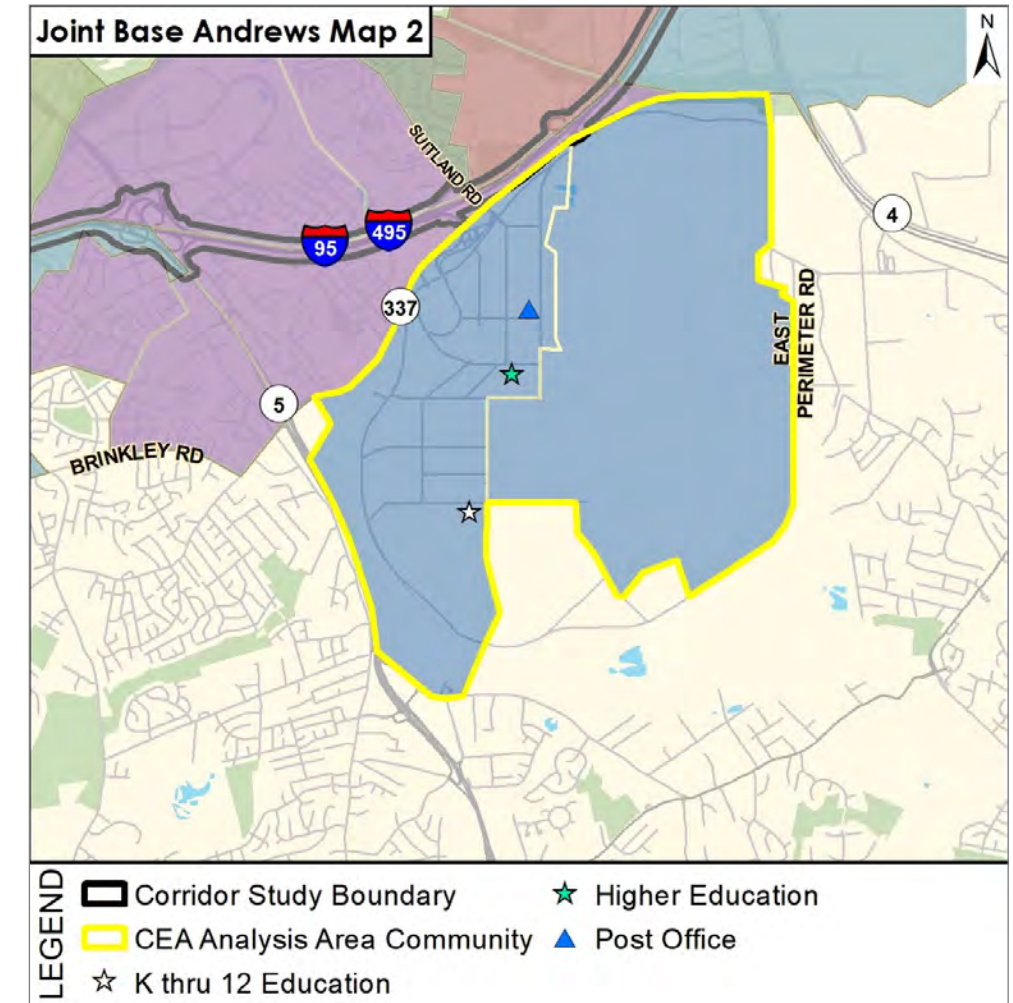 Joint Base Andrews Map 2
N
SUITLAND RD
4
495
95
337
EAST
PERIMETER RD
5
BRINKLEY RD
LEGEND
Corridor Study Boundary
Higher Education
CEA Analysis Area Community
Post Office
K thru 12 Education